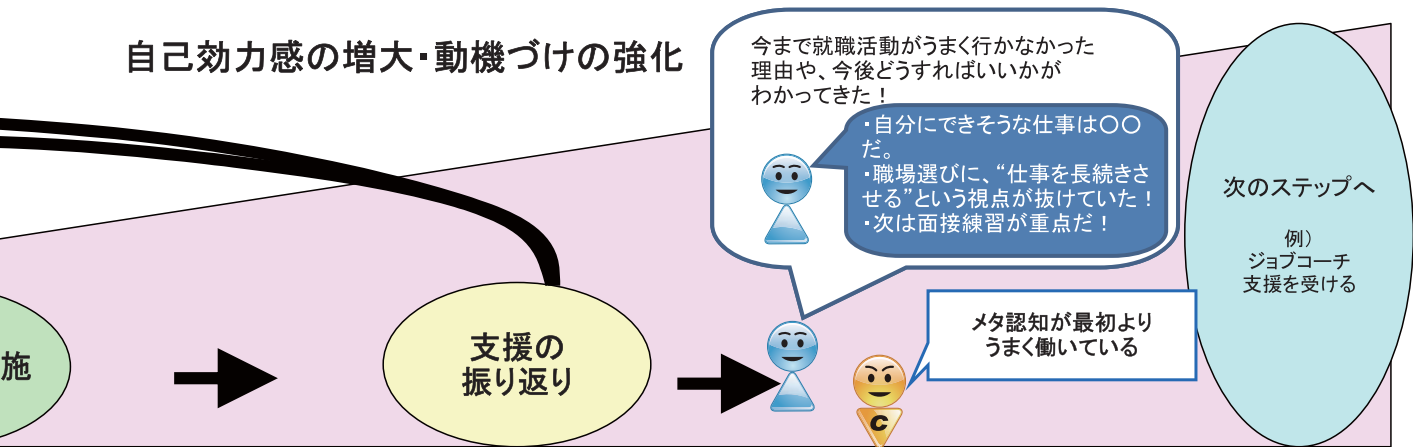 自己効力感の増大・動機づけの強化
今まで就職活動がうまく行かなかった
理由や、今後どうすればいいかが
わかってきた！
・自分にできそうな仕事は〇〇
だ。
・職場選びに、“仕事を長続きさ
せる”という視点が抜けていた！
・次は面接練習が重点だ！
次のステップへ
例）
ジョブコーチ
支援を受ける
施
支援の
振り返り
メタ認知が最初より
うまく働いている
C